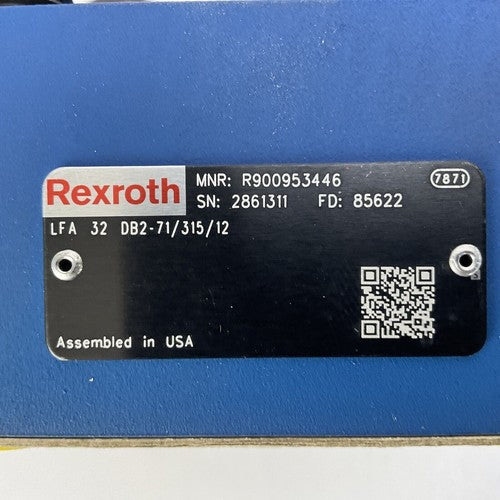 Rexroth
MNR: R900953446
7871
SN: 2861311 FD: 85622
LFA 32 DB2-71/315/12
Assembled in USA